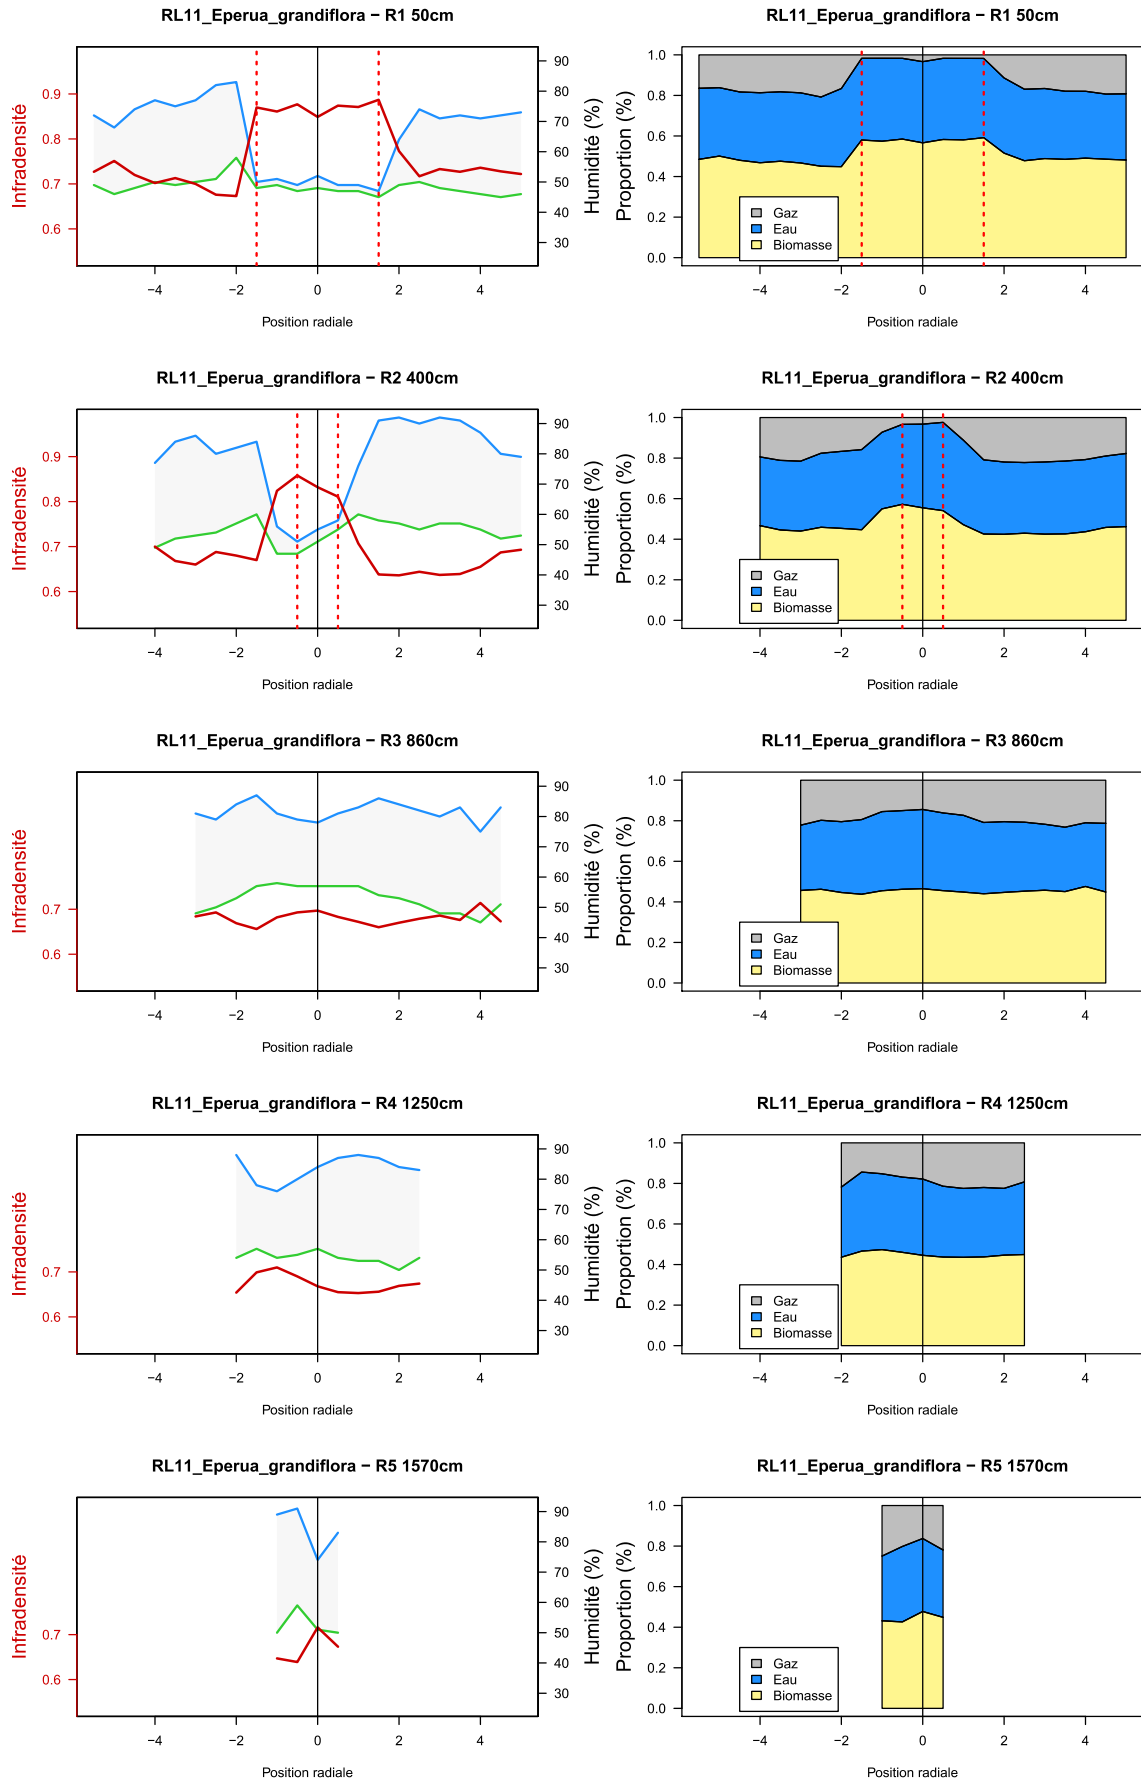 RL11_Eperua_grandiflora − R1 50cm
Infradensité
0.9
0.8
0.7
0.6
90
80
70
60
50
40
30
Humidité (%)
−4 −2 0 2 4
Position radiale
RL11_Eperua_grandiflora − R1 50cm
Proportion (%)
1.0
0.8
0.6
0.4
0.2
0.0
Gaz
Eau
Biomasse
−4 −2 0 2 4
Position radiale
RL11_Eperua_grandiflora − R2 400cm
Infradensité
0.9
0.8
0.7
0.6
90
80
70
60
50
40
30
Humidité (%)
−4 −2 0 2 4
Position radiale
RL11_Eperua_grandiflora − R2 400cm
Proportion (%)
1.0
0.8
0.6
0.4
0.2
0.0
Gaz
Eau
Biomasse
−4 −2 0 2 4
Position radiale
RL11_Eperua_grandiflora − R3 860cm
Infradensité
0.7
0.6
90
80
70
60
50
40
30
Humidité (%)
−4 −2 0 2 4
Position radiale
RL11_Eperua_grandiflora − R3 860cm
Proportion (%)
1.0
0.8
0.6
0.4
0.2
0.0
Gaz
Eau
Biomasse
−4 −2 0 2 4
Position radiale
RL11_Eperua_grandiflora − R4 1250cm
Infradensité
0.7
0.6
90
80
70
60
50
40
30
Humidité (%)
−4 −2 0 2 4
Position radiale
RL11_Eperua_grandiflora − R4 1250cm
Proportion (%)
1.0
0.8
0.6
0.4
0.2
0.0
Gaz
Eau
Biomasse
−4 −2 0 2 4
Position radiale
RL11_Eperua_grandiflora − R5 1570cm
Infradensité
0.7
0.6
90
80
70
60
50
40
30
Humidité (%)
−4 −2 0 2 4
Position radiale
RL11_Eperua_grandiflora − R5 1570cm
Proportion (%)
1.0
0.8
0.6
0.4
0.2
0.0
Gaz
Eau
Biomasse
−4 −2 0 2 4
Position radiale